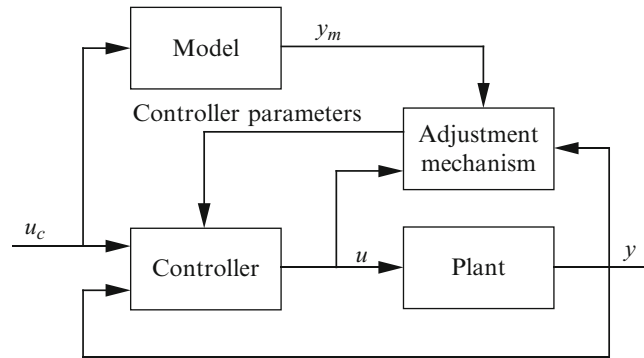 Model
y_m
Controller parameters
Adjustment
mechanism
u_c
Controller
u
Plant
y